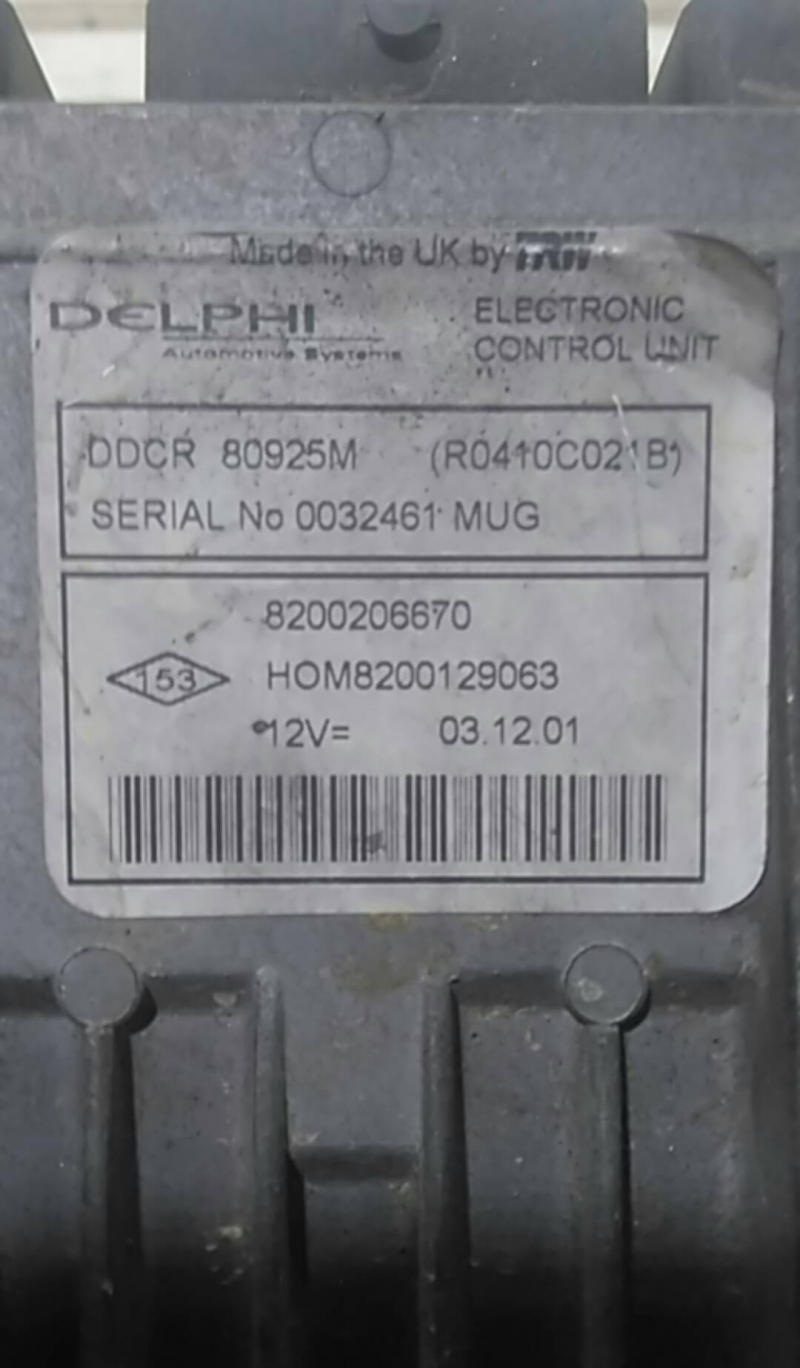 Made in the UK by TRW
DELPHI
Automotive Systems
ELECTRONIC
CONTROL UNIT
DDCR 80925M (R0410C021B)
SERIAL No 0032461 MUG
8200206670
153 HOM8200129063
12V= 03.12.01